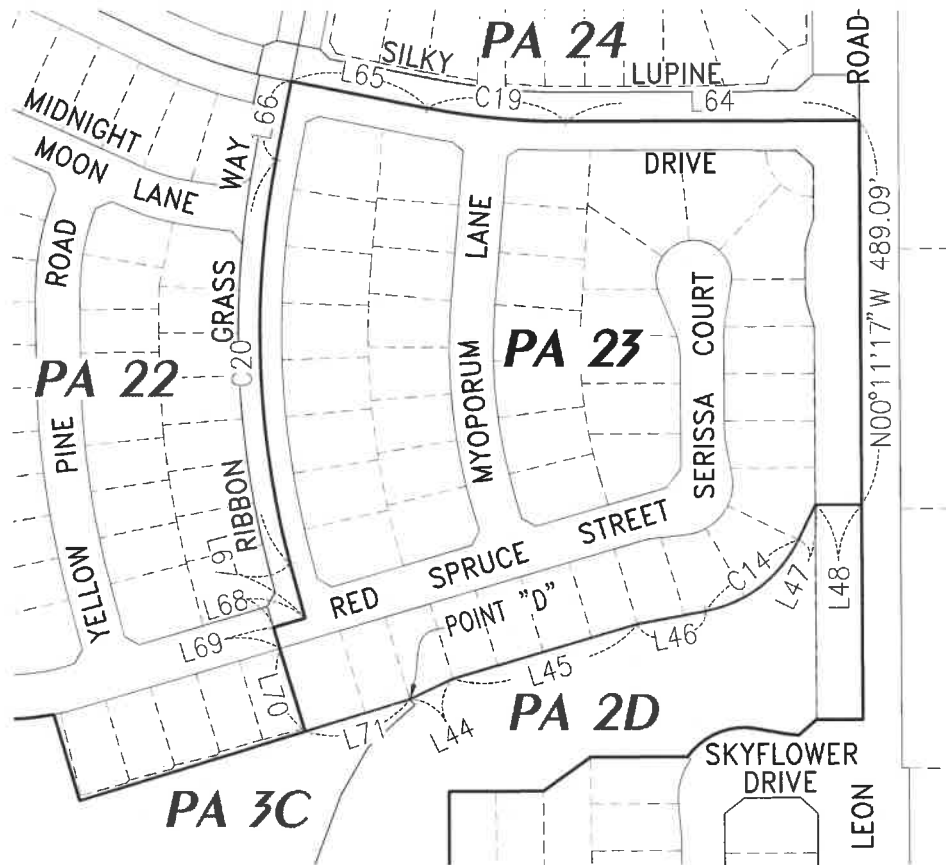 PA 24
SILKY
LUPINE
DRIVE
ROAD
L65
C19
L64
L66
MIDNIGHT
MOON LANE
WAY
GRASS
RIBBON
C20
ROAD
PINE
YELLOW
PA 22
LANE
MYOPORUM
PA 23
COURT
SERISSA
N00°11'17"W 489.09'
RED SPRUCE STREET
POINT "D"
C14
L47
L48
L46
L45
L44
L67
L68
L69
L70
L71
PA 2D
PA 3C
SKYFLOWER
DRIVE
LEON